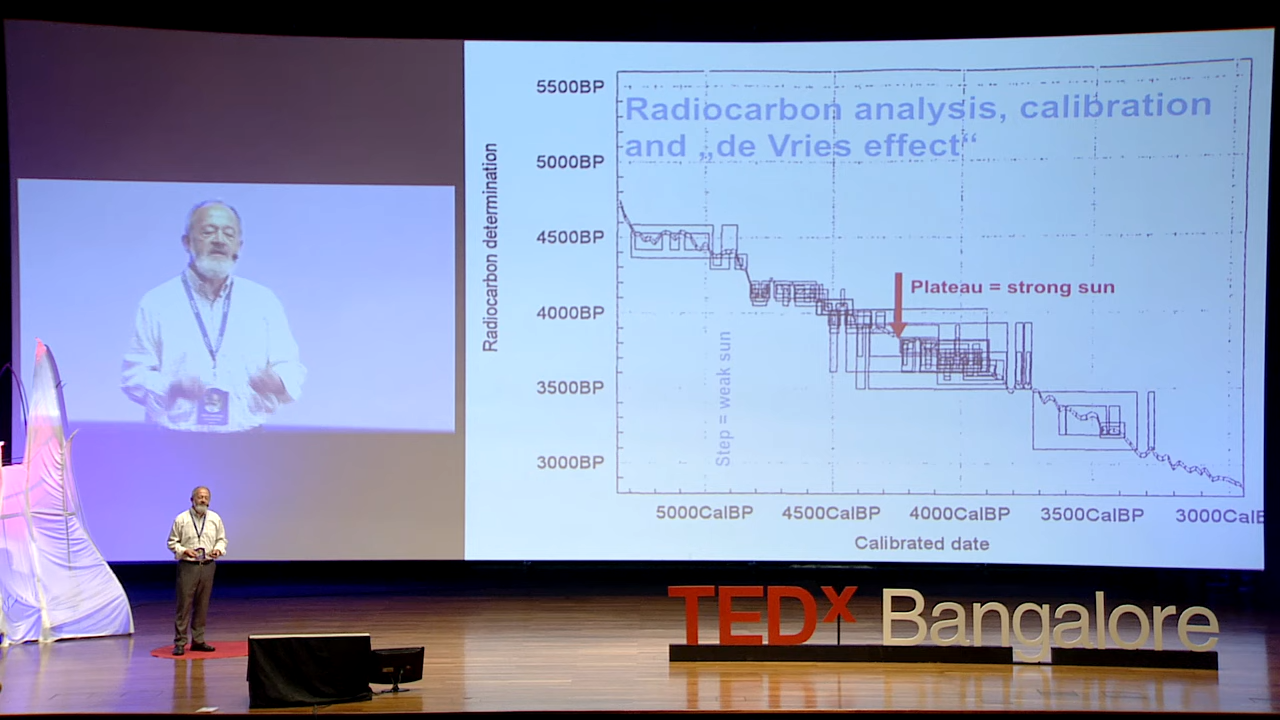 Radiocarbon analysis, calibration
and „de Vries effect“
Radiocarbon determination
5500BP
5000BP
4500BP
4000BP
3500BP
3000BP
Plateau = strong sun
Step = weak sun
5000CalBP
4500CalBP
4000CalBP
3500CalBP
3000CalB
Calibrated date
TEDx Bangalore